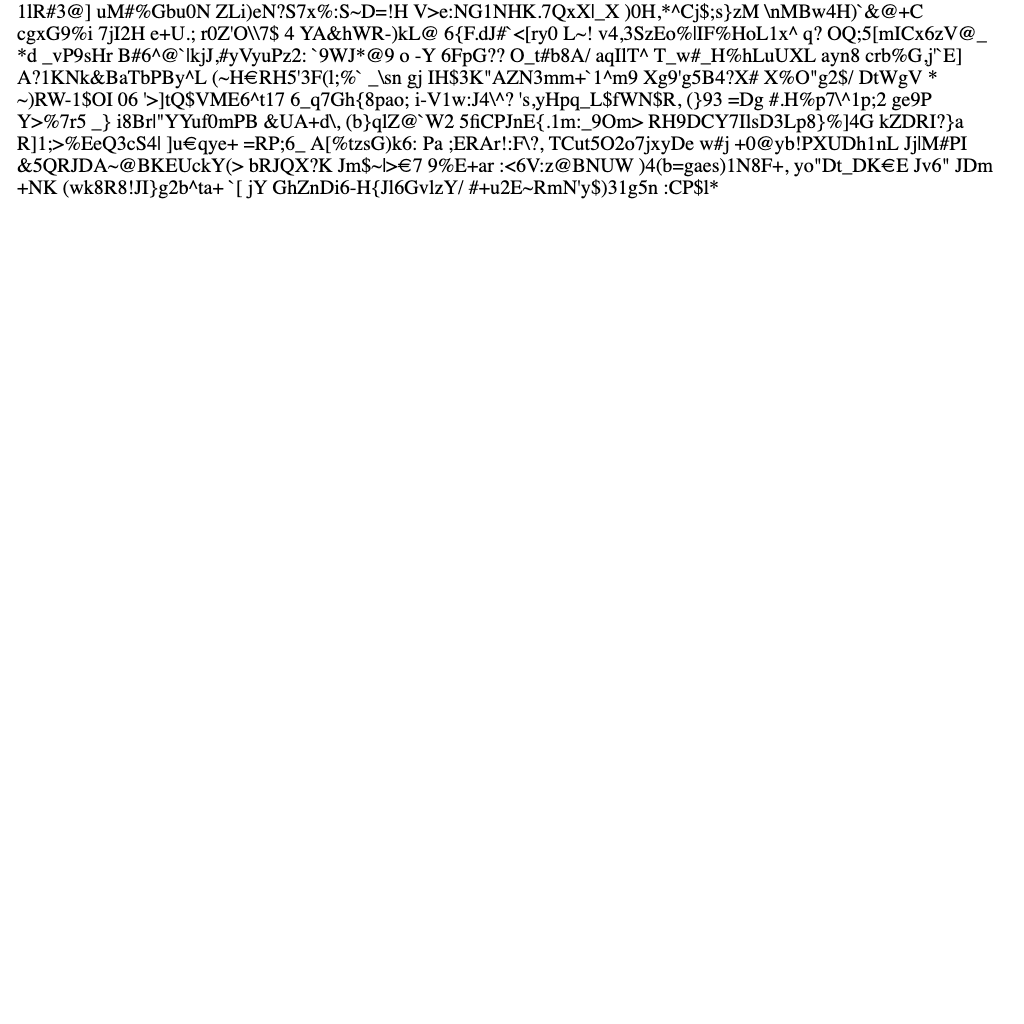 1lR#3@] uM#%Gbu0N ZLi)eN?S7x%:S~D=!H V>e:NG1NHK.7QxX|_X )0H,*^Cj$;s}zM \nMBw4H)`&@+C
cgxG9%i 7jI2H e+U.; r0Z'O\\7$ 4 YA&hWR-)kL@ 6{F.dJ#`<[ry0 L~! v4,3SzEo%|IF%HoL1x^ q? OQ;5[mICx6zV@_
*d _vP9sHr B#6^@`|kjJ,#yVyuPz2: `9WJ*@9 o -Y 6FpG?? O_t#b8A/ aqIlT^ T_w#_H%hLuUXL ayn8 crb%G,j"`E]
A?1KNk&BaTbPBy^L (~H€RH5'3F(l;%` _\sn gj IH$3K"AZN3mm+`1^m9 Xg9'g5B4?X# X%O"g2$/ DtWgV *
~)RW-1$OI 06 '>]tQ$VME6^t17 6_q7Gh{8pao; i-V1w:J4\^? 's,yHpq_L$fWN$R, (}93 =Dg #.H%p7\^1p;2 ge9P
Y>%7r5 _} i8Br|"YYuf0mPB &UA+d\, (b}qlZ@`W2 5fiCPJnE{.1m:_9Om> RH9DCY7IlsD3Lp8}%]4G kZDRI?}a
R]1;>%EeQ3cS4| ]u€qye+ =RP;6_ A[%tzsG)k6: Pa ;ERAr!:F\?, TCut5O2o7jxyDe w#j +0@yb!PXUDh1nL Jj|M#PI
&5QRJDA~@BKEUckY(> bRJQX?K Jm$~|>€7 9%E+ar :<6V:z@BNUW )4(b=gaes)1N8F+, yo"Dt_DK€E Jv6" JDm
+NK (wk8R8!JI}g2b^ta+ `[ jY GhZnDi6-H{Jl6GvlzY/ #+u2E~RmN'y$)31g5n :CP$l*